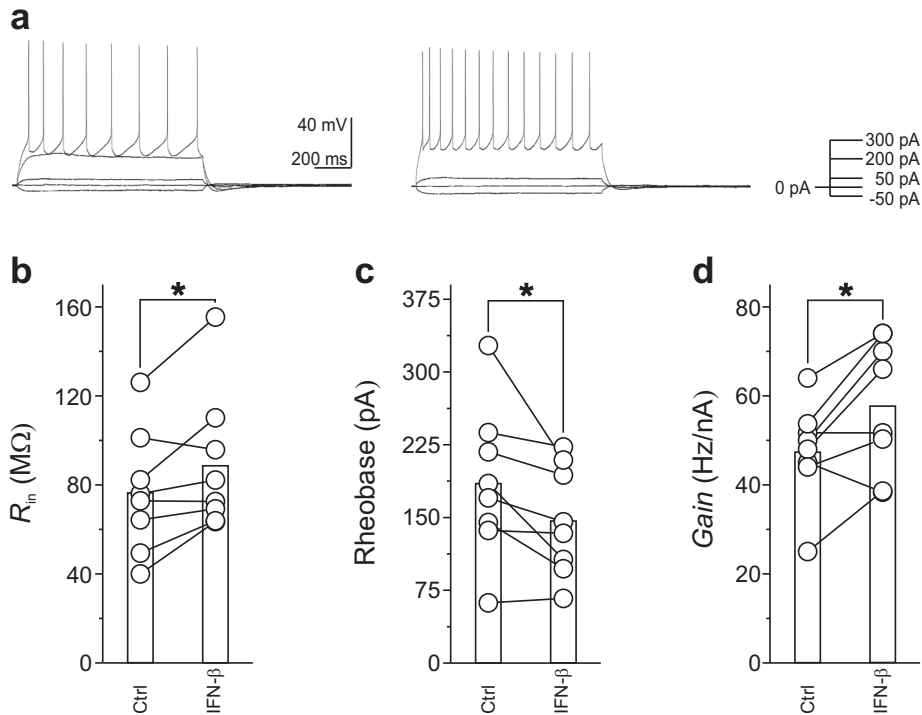 a
40 mV
200 ms
0 pA
300 pA
200 pA
50 pA
-50 pA
b
Rin (MΩ)
160
120
80
40
0
*
Ctrl
IFN-β
c
Rheobase (pA)
375
300
225
150
75
0
*
Ctrl
IFN-β
d
Gain (Hz/nA)
80
60
40
20
0
*
Ctrl
IFN-β